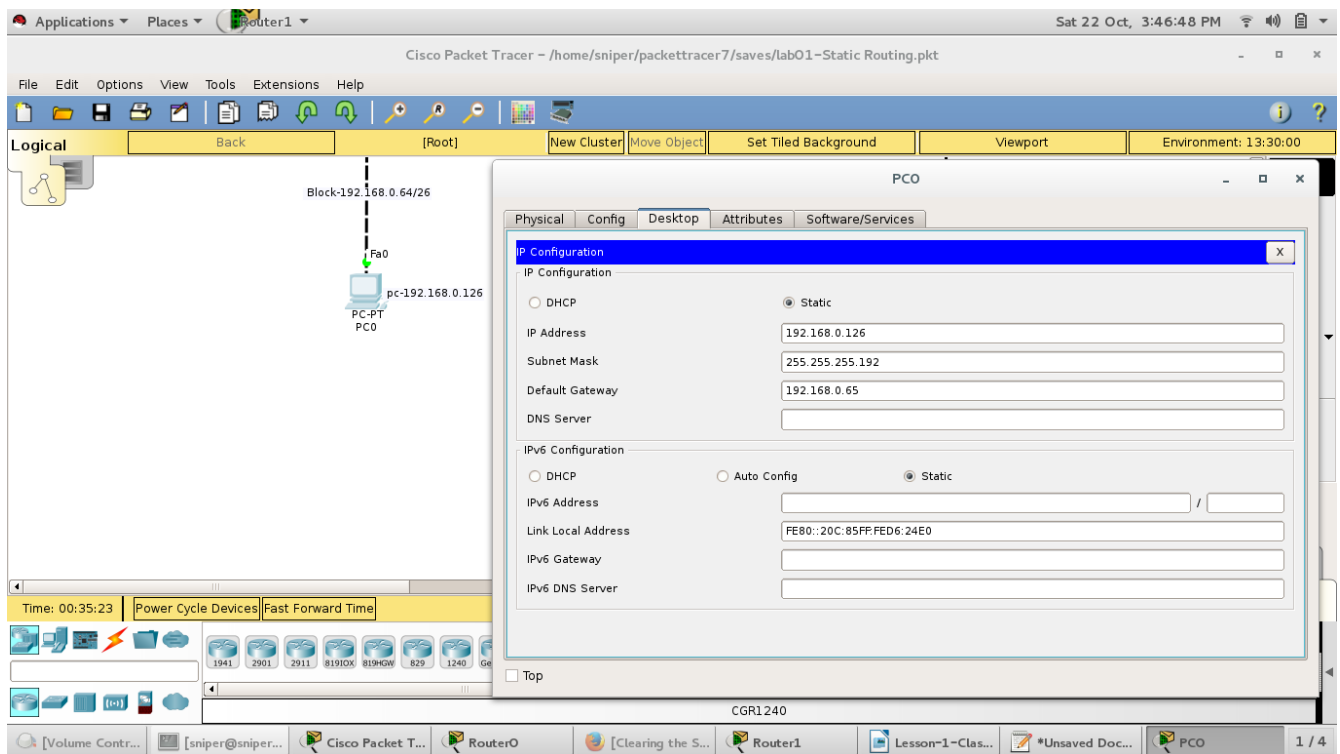 Applications Places Router1 Sat 22 Oct, 3:46:48 PM
Cisco Packet Tracer – /home/sniper/packettracer7/saves/lab01–Static Routing.pkt
File Edit Options View Tools Extensions Help
Logical Back [Root] New Cluster Move Object Set Tiled Background Viewport Environment: 13:30:00
Block-192.168.0.64/26
Fa0
pc-192.168.0.126
PC-PT
PC0
PC0
Physical Config Desktop Attributes Software/Services
IP Configuration X
IP Configuration
DHCP Static
IP Address 192.168.0.126
Subnet Mask 255.255.255.192
Default Gateway 192.168.0.65
DNS Server
IPv6 Configuration
DHCP Auto Config Static
IPv6 Address /
Link Local Address FE80::20C:85FF:FED6:24E0
IPv6 Gateway
IPv6 DNS Server
Top
Time: 00:35:23 Power Cycle Devices Fast Forward Time
1941 2901 2911 819IOX 819HGW 829 1240 Ge
CGR1240
[Volume Contr... [sniper@sniper... Cisco Packet T... Router0 [Clearing the S... Router1 Lesson-1-Clas... *Unsaved Doc... PC0 1 / 4